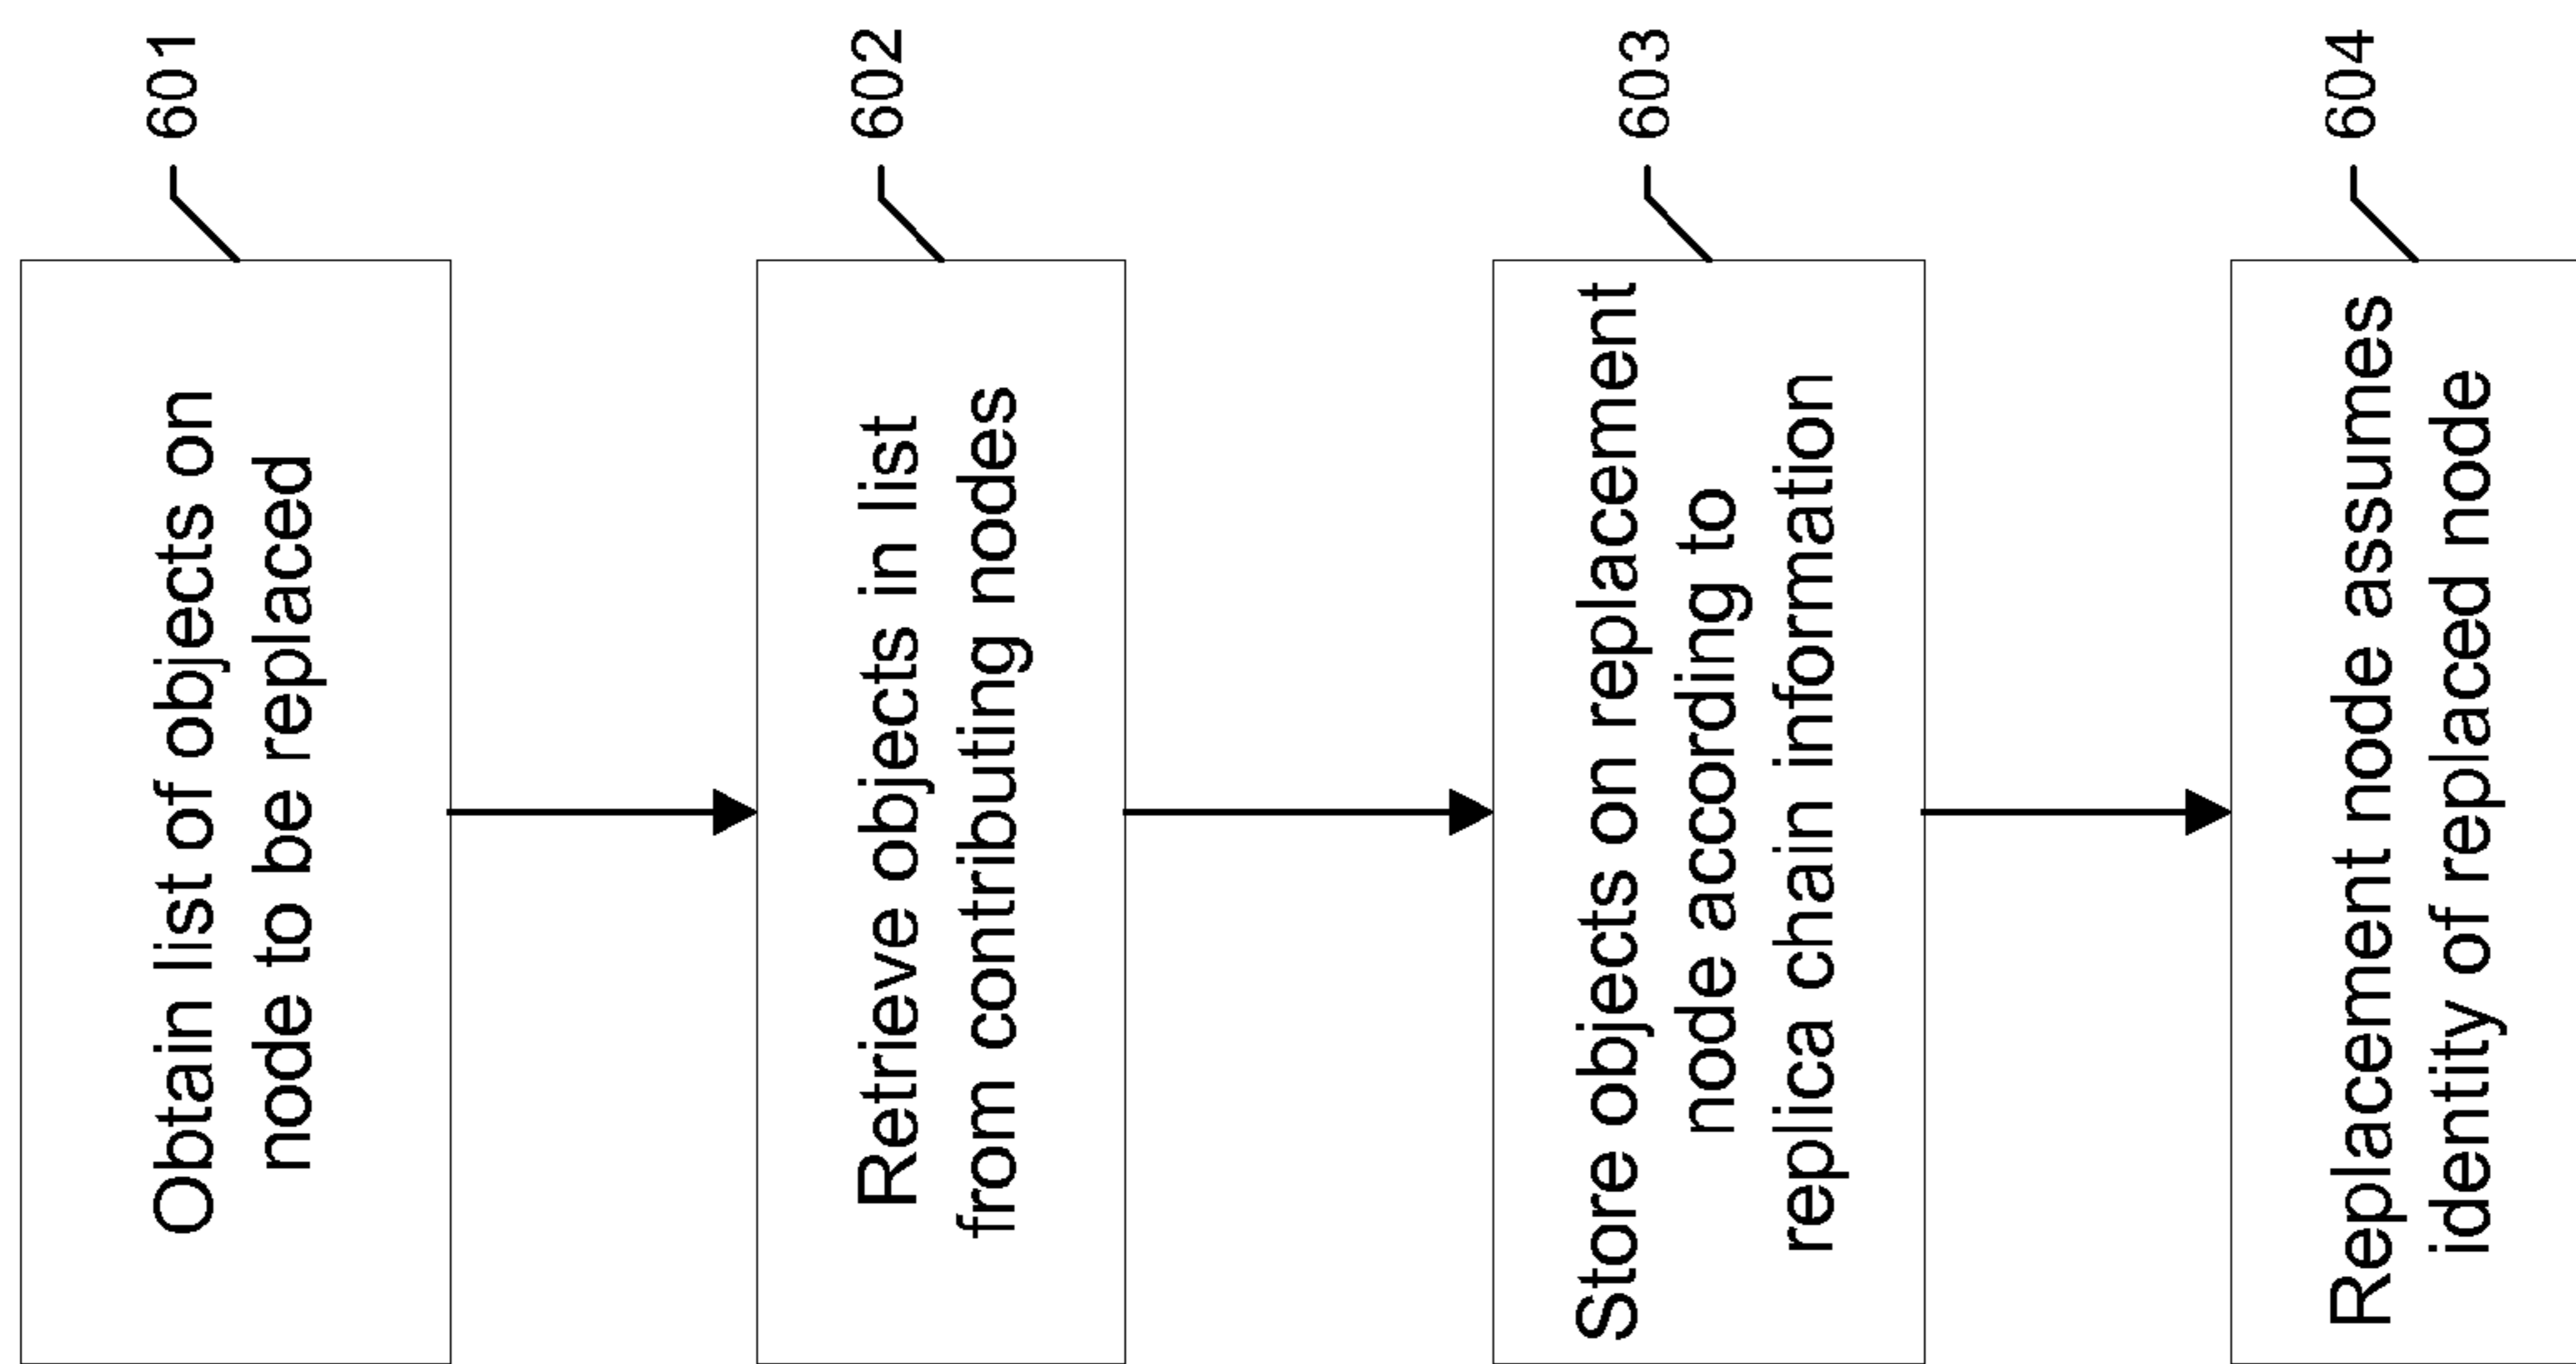 601
Obtain list of objects on
node to be replaced
602
Retrieve objects in list
from contributing nodes
603
Store objects on replacement
node according to
replica chain information
604
Replacement node assumes
identity of replaced node